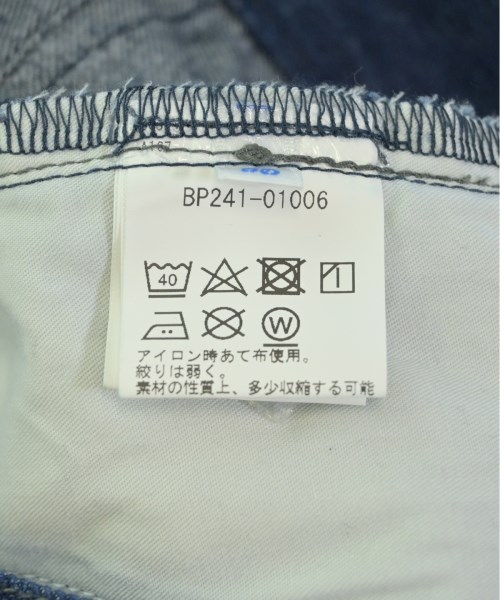 BP241-01006
40
W
アイロン時あて布使用。
絞りは弱く。
素材の性質上、多少収縮する可能